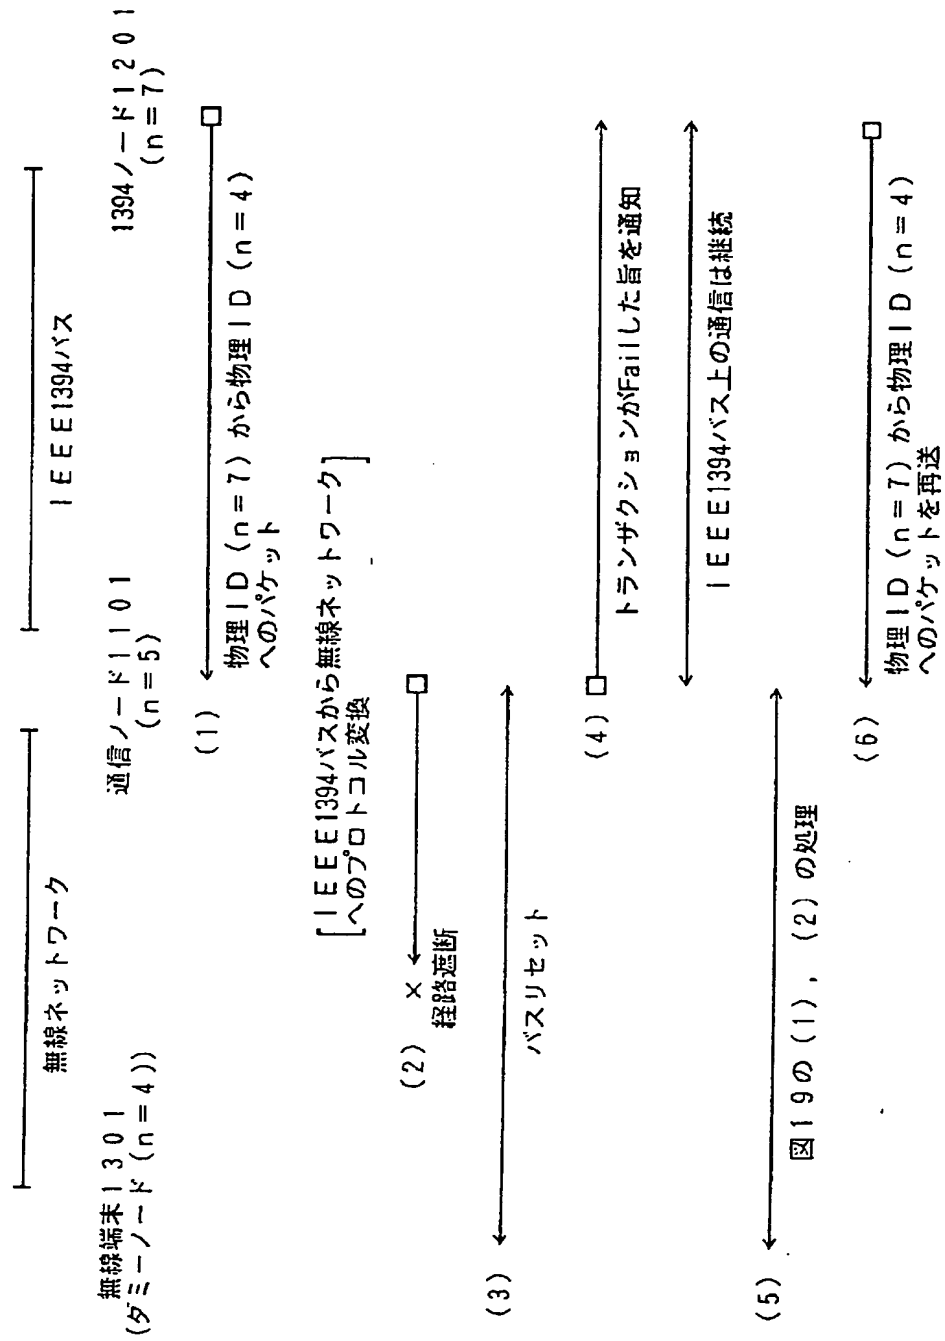 無線ネットワーク
IEEE1394バス
無線端末1301
(ダミーノード(n=4))
通信ノード1101
(n=5)
1394ノード1201
(n=7)
(1)
物理ID(n=7)から物理ID(n=4)
へのパケット
[IEEE1394バスから無線ネットワーク
へのプロトコル変換]
(2)
×
経路遮断
(3)
バスリセット
(4)
トランザクションがFailした旨を通知
IEEE1394バス上の通信は継続
(5)
図19の(1),(2)の処理
(6)
物理ID(n=7)から物理ID(n=4)
へのパケットを再送